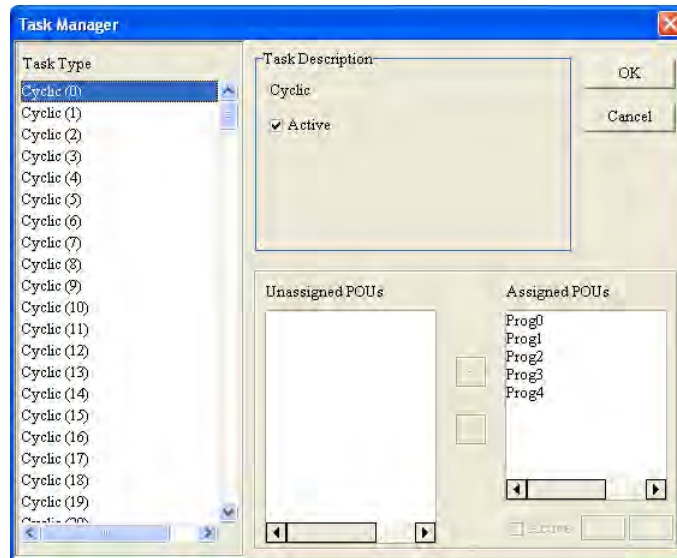 Task Manager
Task Type
Cyclic (0)
Cyclic (1)
Cyclic (2)
Cyclic (3)
Cyclic (4)
Cyclic (5)
Cyclic (6)
Cyclic (7)
Cyclic (8)
Cyclic (9)
Cyclic (10)
Cyclic (11)
Cyclic (12)
Cyclic (13)
Cyclic (14)
Cyclic (15)
Cyclic (16)
Cyclic (17)
Cyclic (18)
Cyclic (19)
Cyclic (20)
Task Description
Cyclic
Active
OK
Cancel
Unassigned POUs
Assigned POUs
Prog0
Prog1
Prog2
Prog3
Prog4
Active